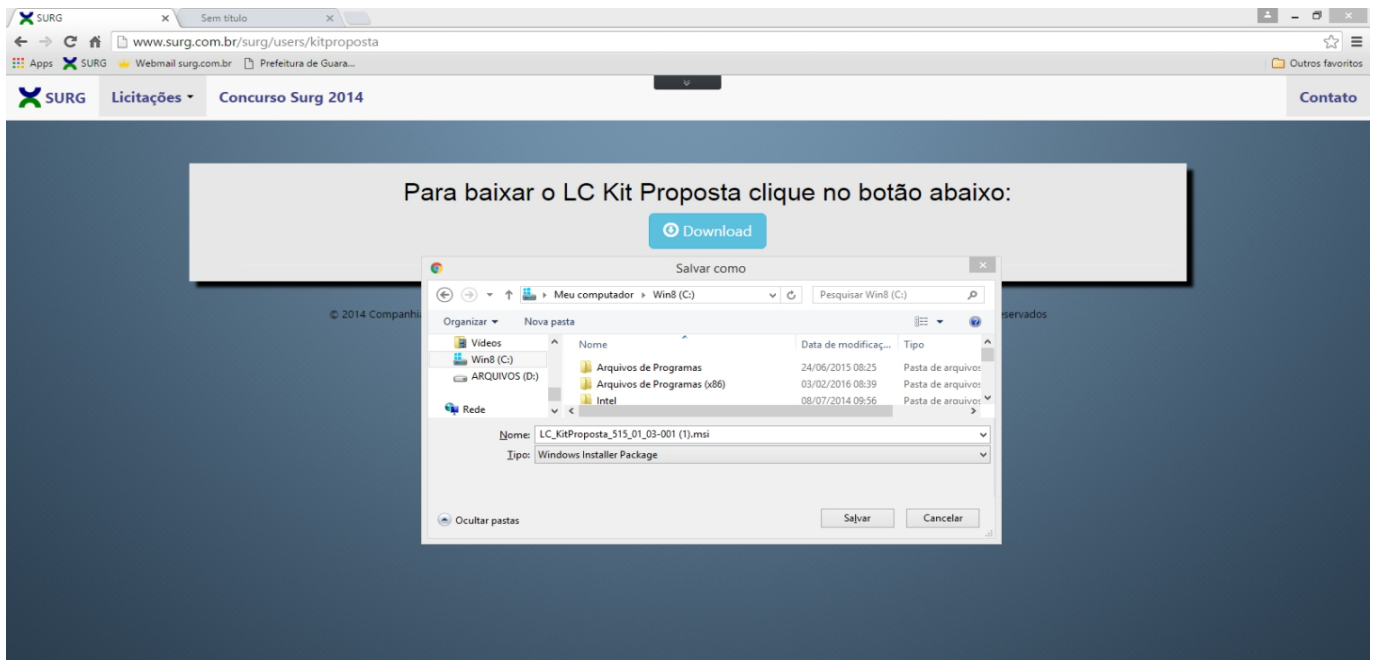 SURG
Sem título
www.surg.com.br/surg/users/kitproposta
Apps SURG Webmail surg.com.br Prefeitura de Guara...
Outros favoritos
SURG Licitações Concurso Surg 2014
Contato
Para baixar o LC Kit Proposta clique no botão abaixo:
Download
Salvar como
Meu computador Win8 (C:)
Pesquisar Win8 (C:)
Organizar Nova pasta
Vídeos
Win8 (C:)
ARQUIVOS (D:)
Rede
Nome Data de modificaç... Tipo
Arquivos de Programas 24/06/2015 08:25 Pasta de arquivos
Arquivos de Programas (x86) 03/02/2016 08:39 Pasta de arquivos
Intel 08/07/2014 09:56 Pasta de arquivos
Nome: LC_KitProposta_515_01_03-001 (1).msi
Tipo: Windows Installer Package
Ocultar pastas
Salvar Cancelar
© 2014 Companhi
servados